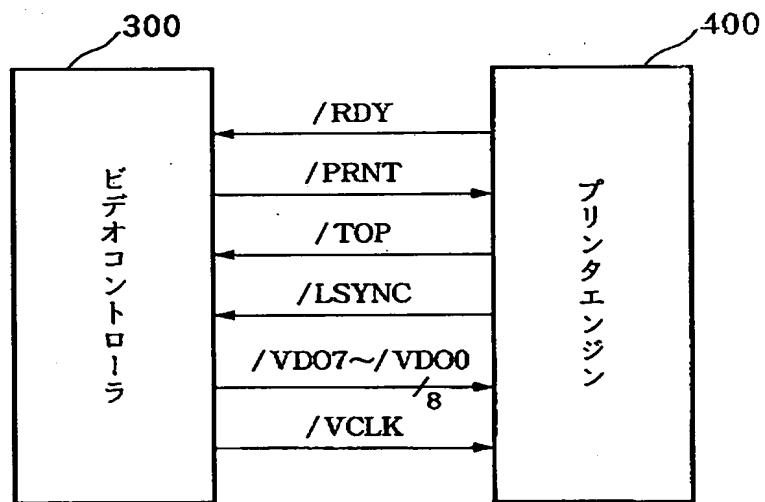 300
400
ビデオコントローラ
プリンタエンジン
/RDY
/PRNT
/TOP
/LSYNC
/VDO7～/VDO0
8
/VCLK